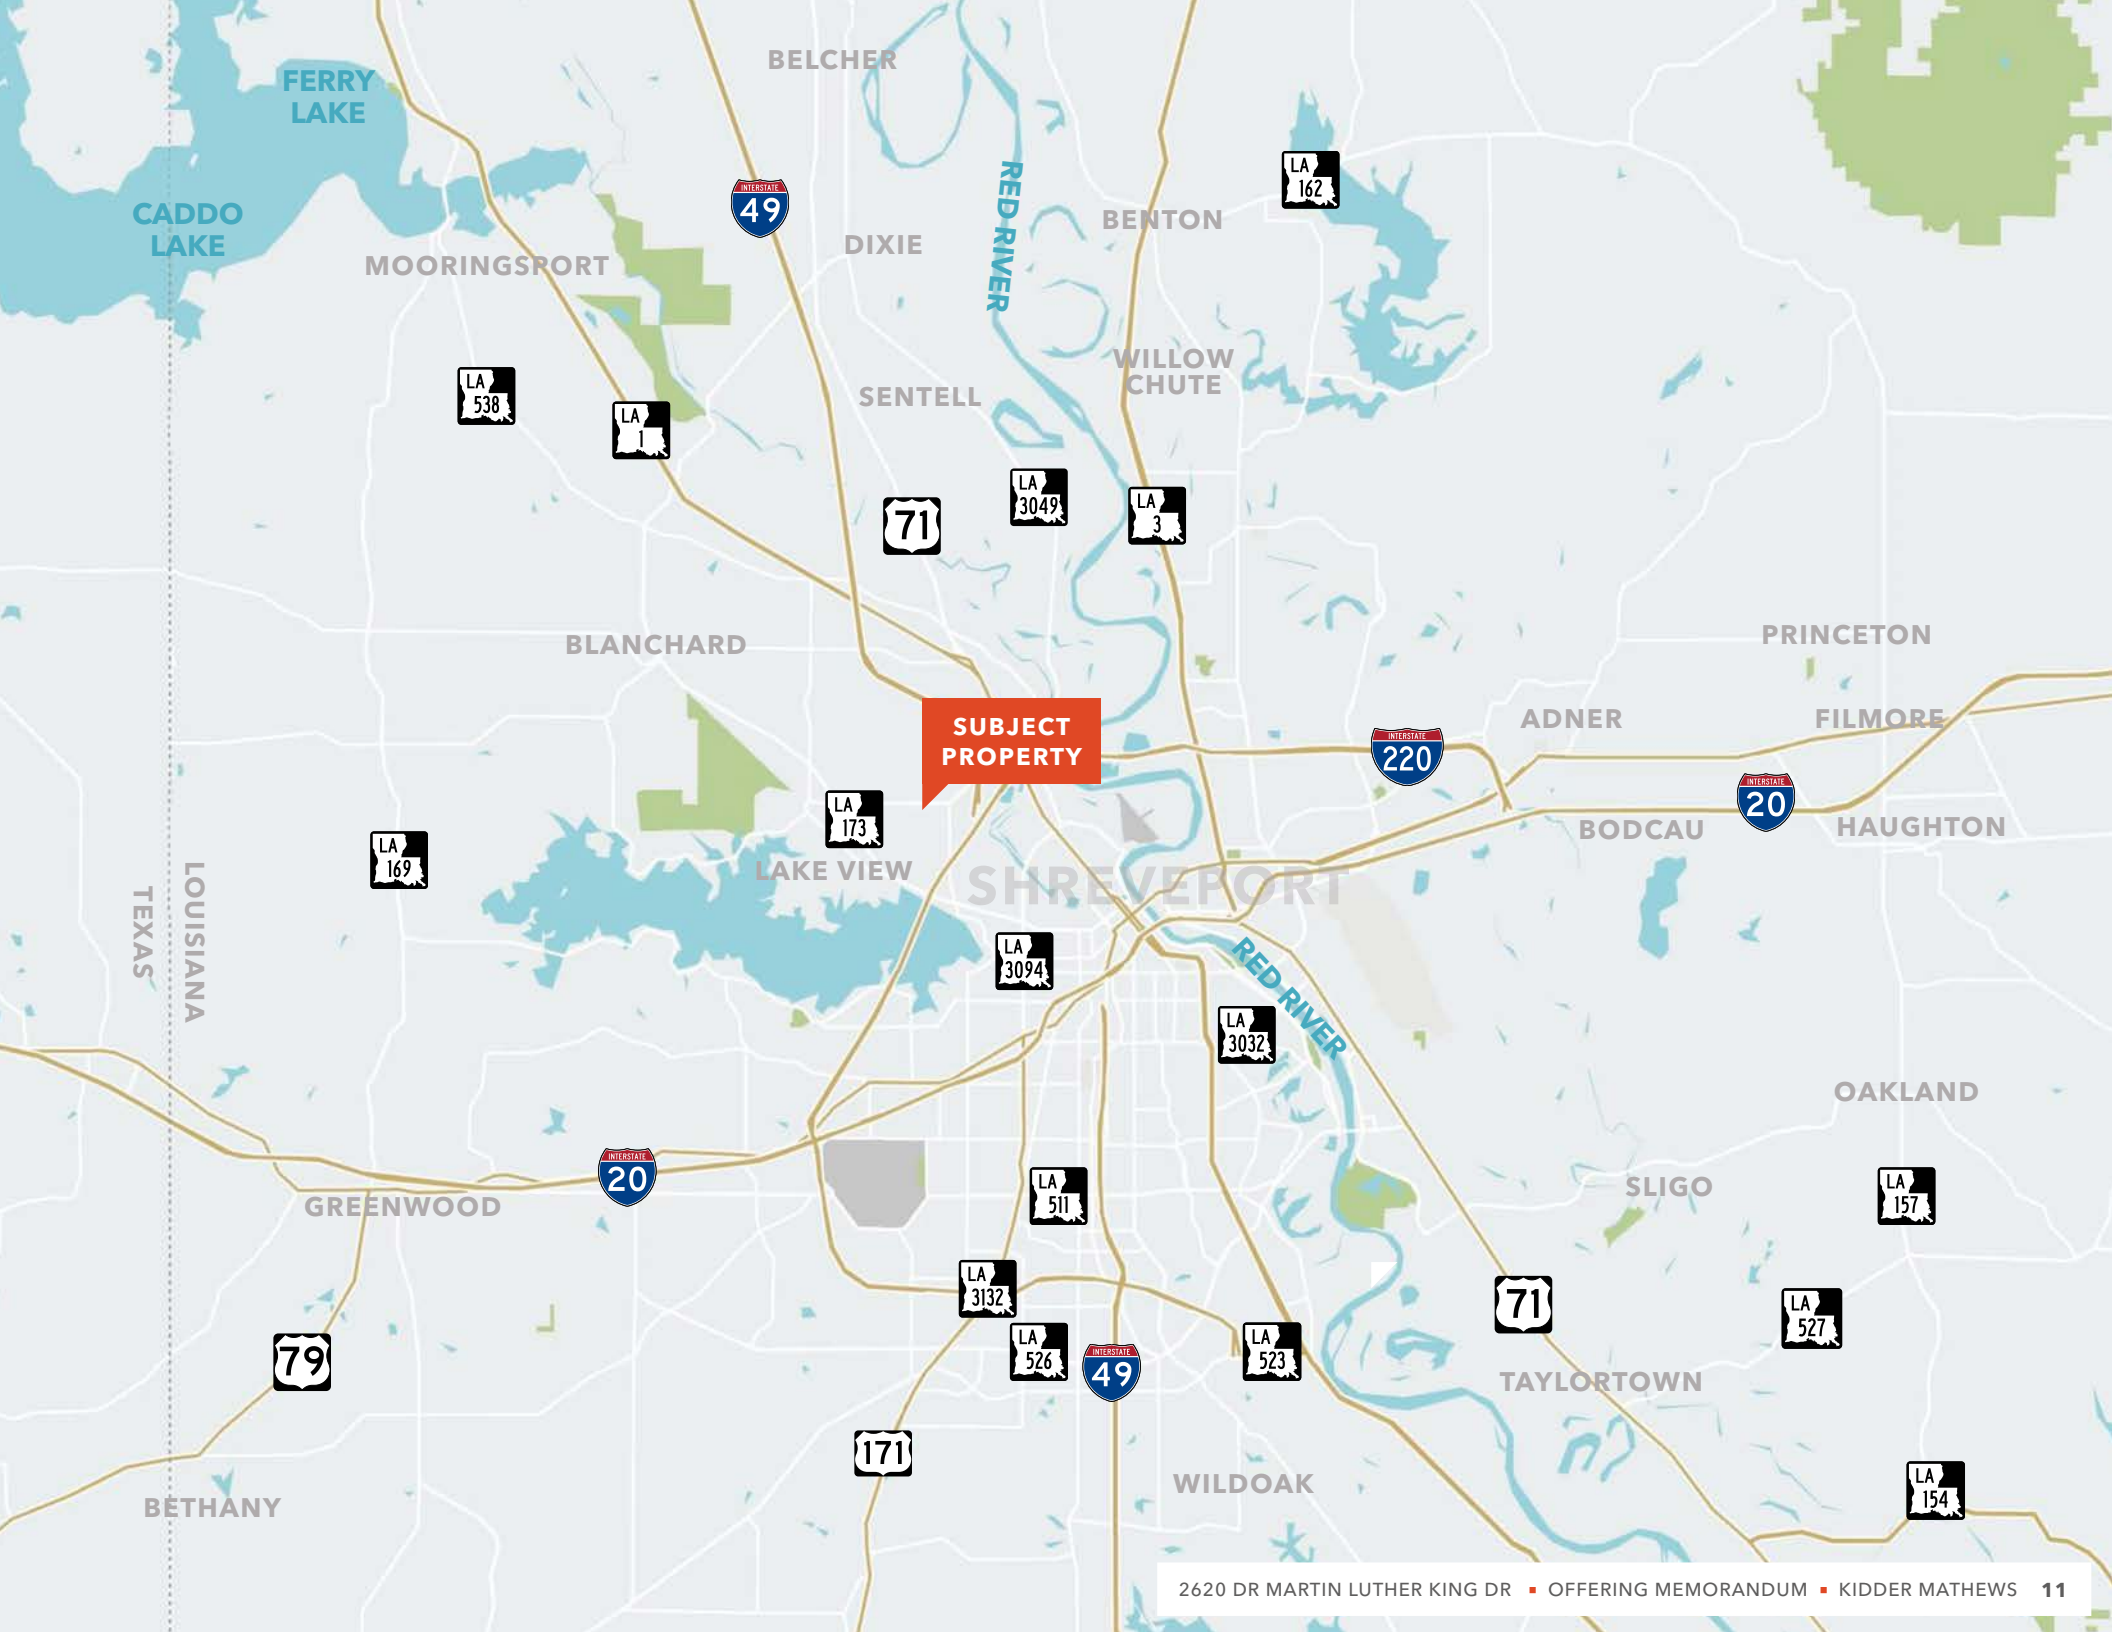 BELCHER
FERRY
LAKE
LA
162
RED RIVER
INTERSTATE
49
CADDO
LAKE
BENTON
DIXIE
MOORINGSPORT
WILLOW
CHUTE
SENTELL
LA
538
LA
1
LA
3049
LA
3
71
BLANCHARD
PRINCETON
SUBJECT
PROPERTY
ADNER
FILMORE
INTERSTATE
220
INTERSTATE
20
LA
173
BODCAU
HAUGHTON
LA
169
LAKE VIEW
SHREVEPORT
TEXAS
LOUISIANA
LA
3094
RED RIVER
LA
3032
OAKLAND
INTERSTATE
20
LA
511
SLIGO
LA
157
GREENWOOD
LA
3132
71
LA
527
79
LA
526
INTERSTATE
49
LA
523
TAYLORTOWN
171
WILDOAK
LA
154
BETHANY
2620 DR MARTIN LUTHER KING DR ▪ OFFERING MEMORANDUM ▪ KIDDER MATHEWS 11